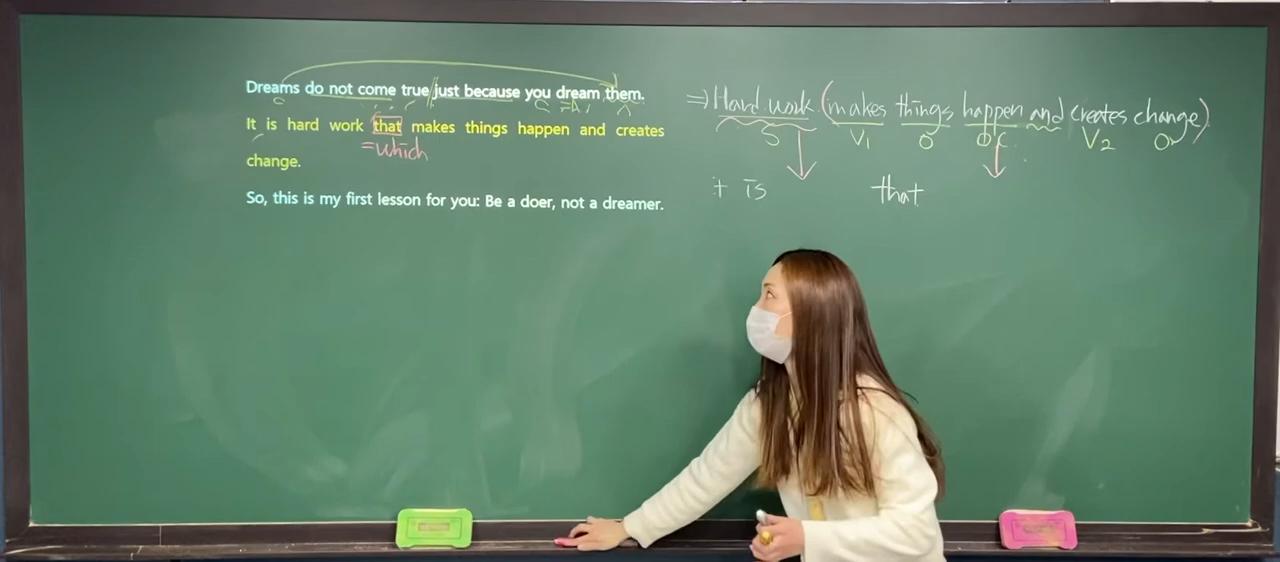 Dreams do not come true just because you dream them.
It is hard work that makes things happen and creates
change.
=which
So, this is my first lesson for you: Be a doer, not a dreamer.
⇒ Hard work (makes things happen and creates change)
S V1 O OC V2 O
It is that